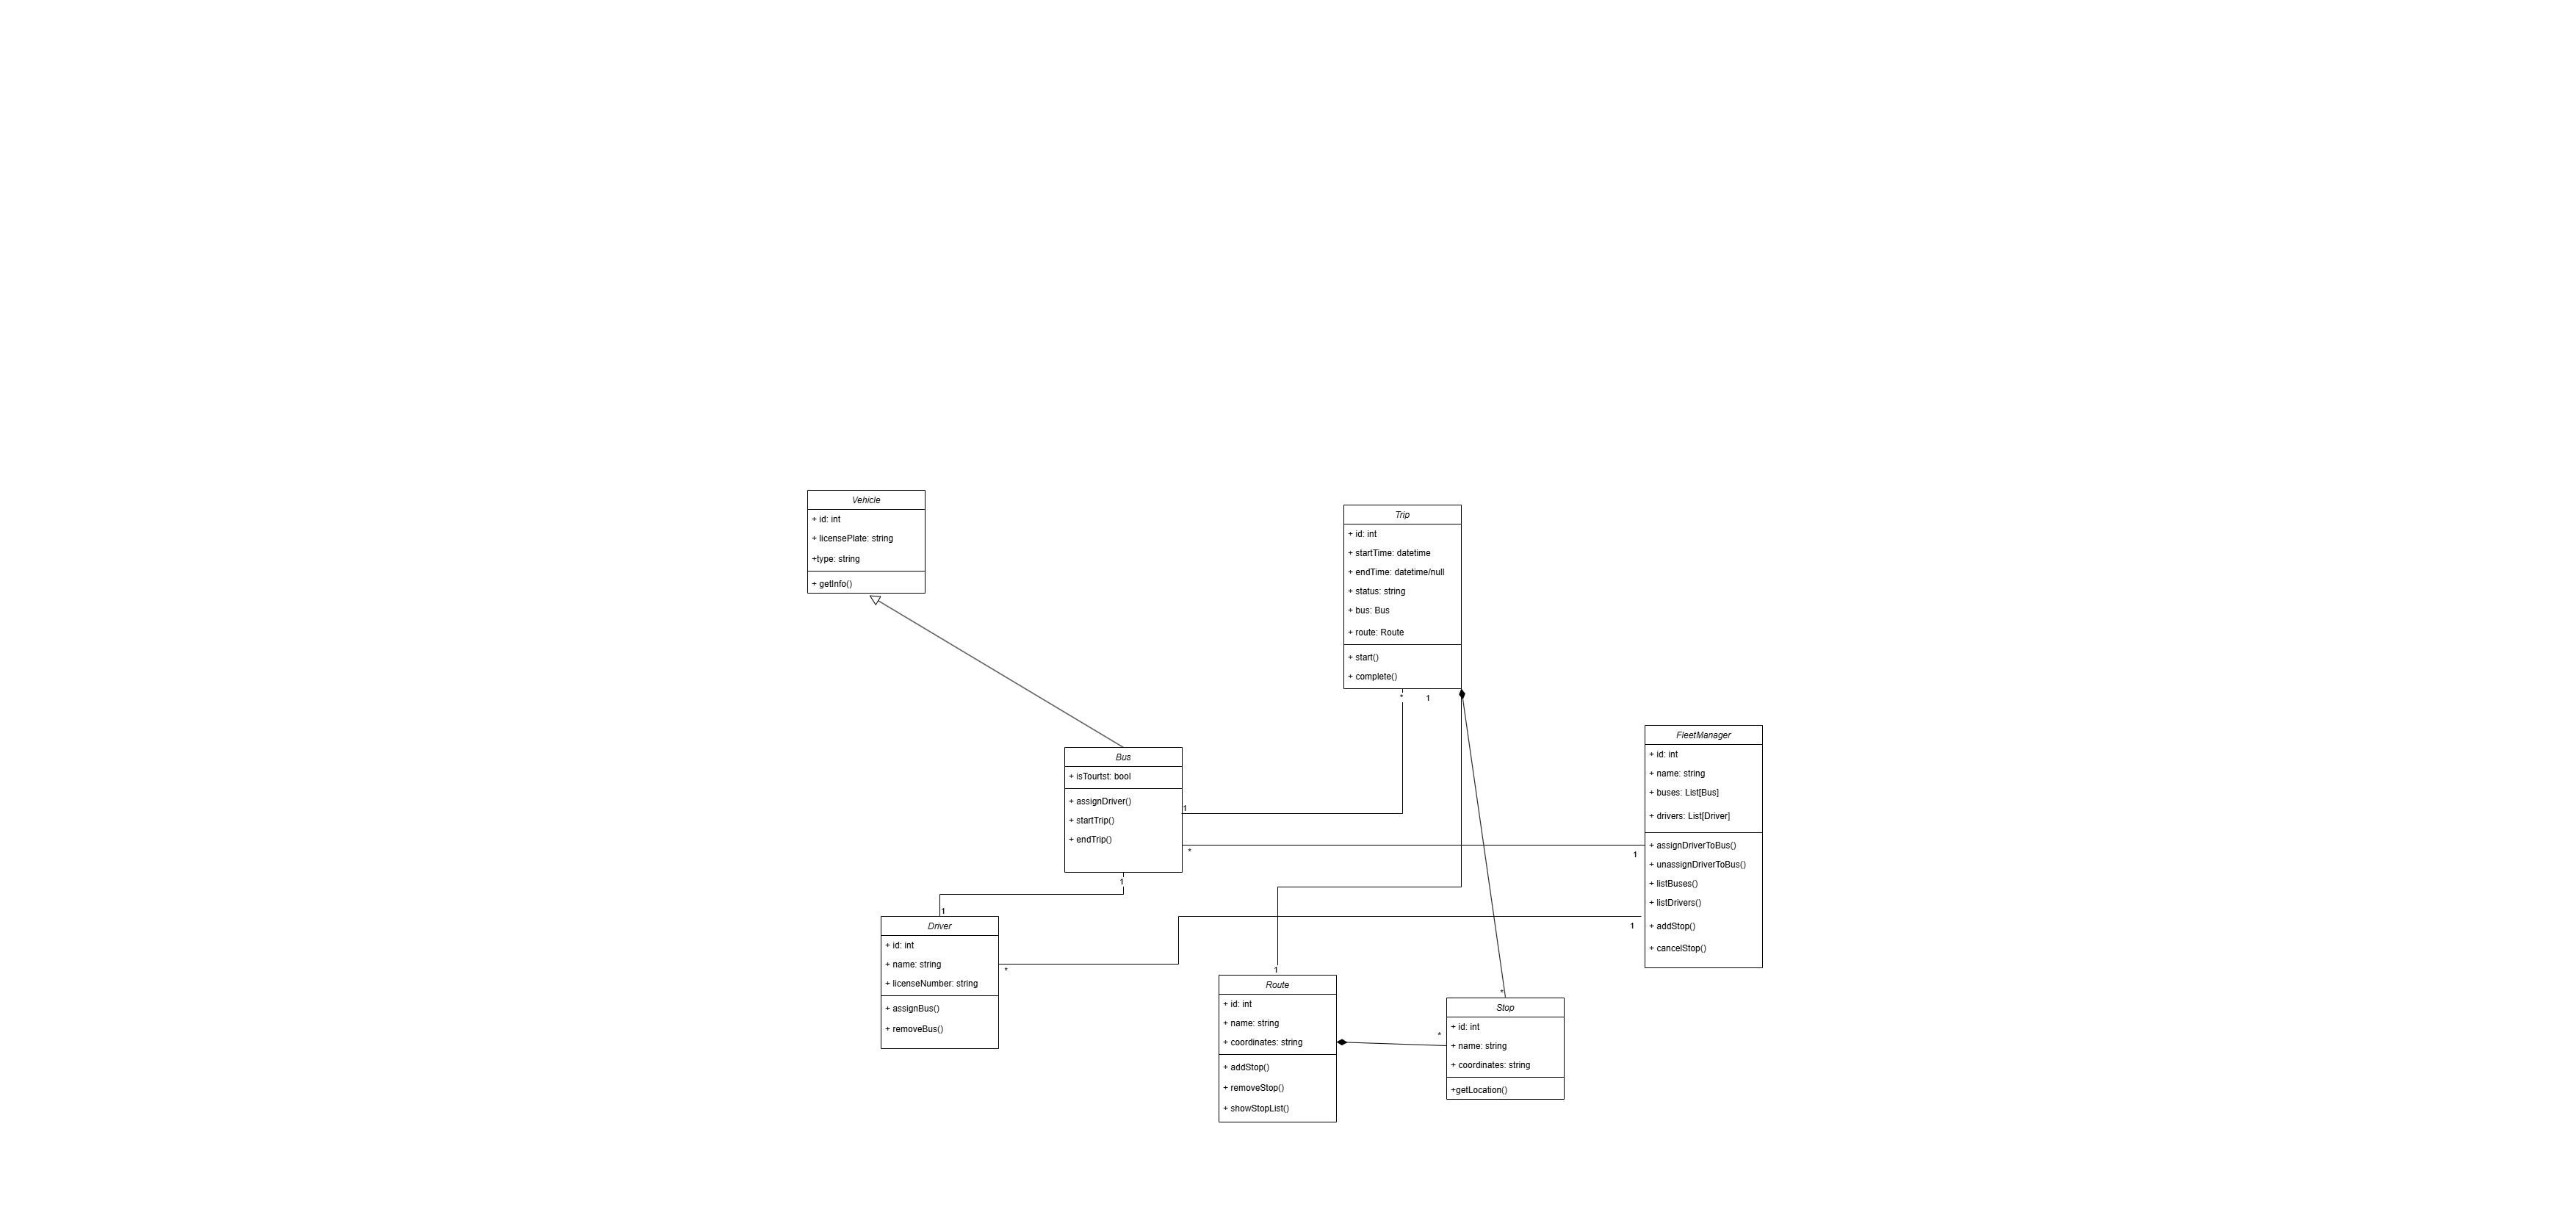 Vehicle
+ id: int
+ licensePlate: string
+type: string
+ getInfo()
Trip
+ id: int
+ startTime: datetime
+ endTime: datetime/null
+ status: string
+ bus: Bus
+ route: Route
+ start()
+ complete()
*
1
Bus
+ isTourtst: bool
+ assignDriver()
+ startTrip()
+ endTrip()
1
*
1
FleetManager
+ id: int
+ name: string
+ buses: List[Bus]
+ drivers: List[Driver]
+ assignDriverToBus()
+ unassignDriverToBus()
+ listBuses()
+ listDrivers()
+ addStop()
+ cancelStop()
1
1
1
Driver
+ id: int
+ name: string
+ licenseNumber: string
+ assignBus()
+ removeBus()
*
1
Route
+ id: int
+ name: string
+ coordinates: string
+ addStop()
+ removeStop()
+ showStopList()
*
*
Stop
+ id: int
+ name: string
+ coordinates: string
+getLocation()